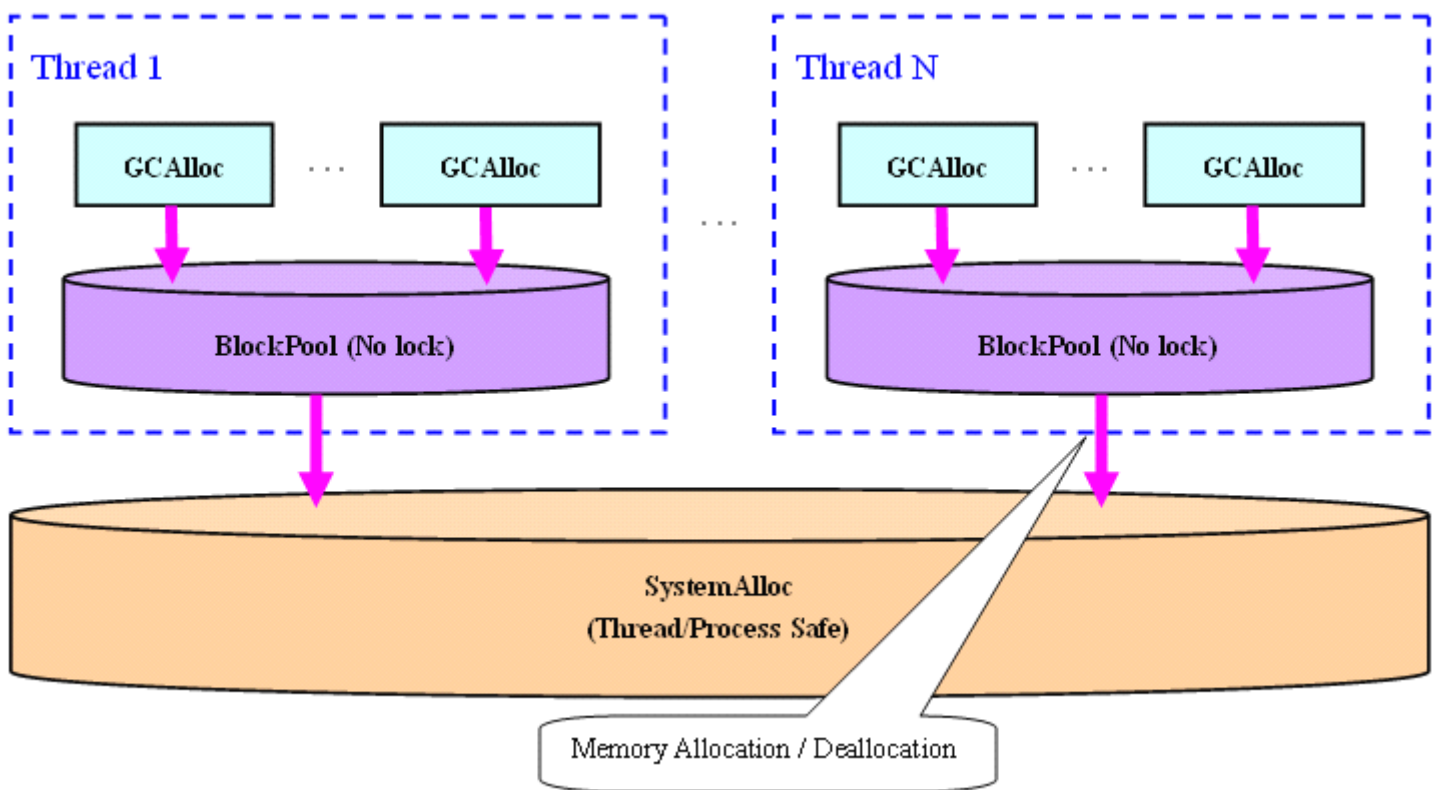 Thread 1
Thread N
GCAlloc
...
GCAlloc
...
GCAlloc
...
GCAlloc
BlockPool (No lock)
BlockPool (No lock)
SystemAlloc
(Thread/Process Safe)
Memory Allocation / Deallocation